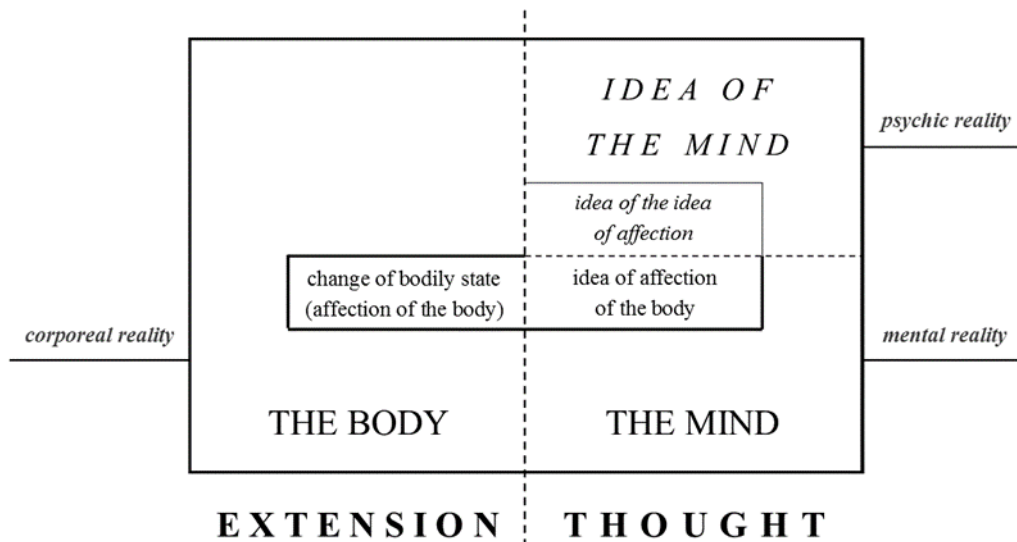 IDEA OF
THE MIND
psychic reality
idea of the idea
of affection
change of bodily state
(affection of the body)
idea of affection
of the body
corporeal reality
mental reality
THE BODY
THE MIND
EXTENSION
THOUGHT